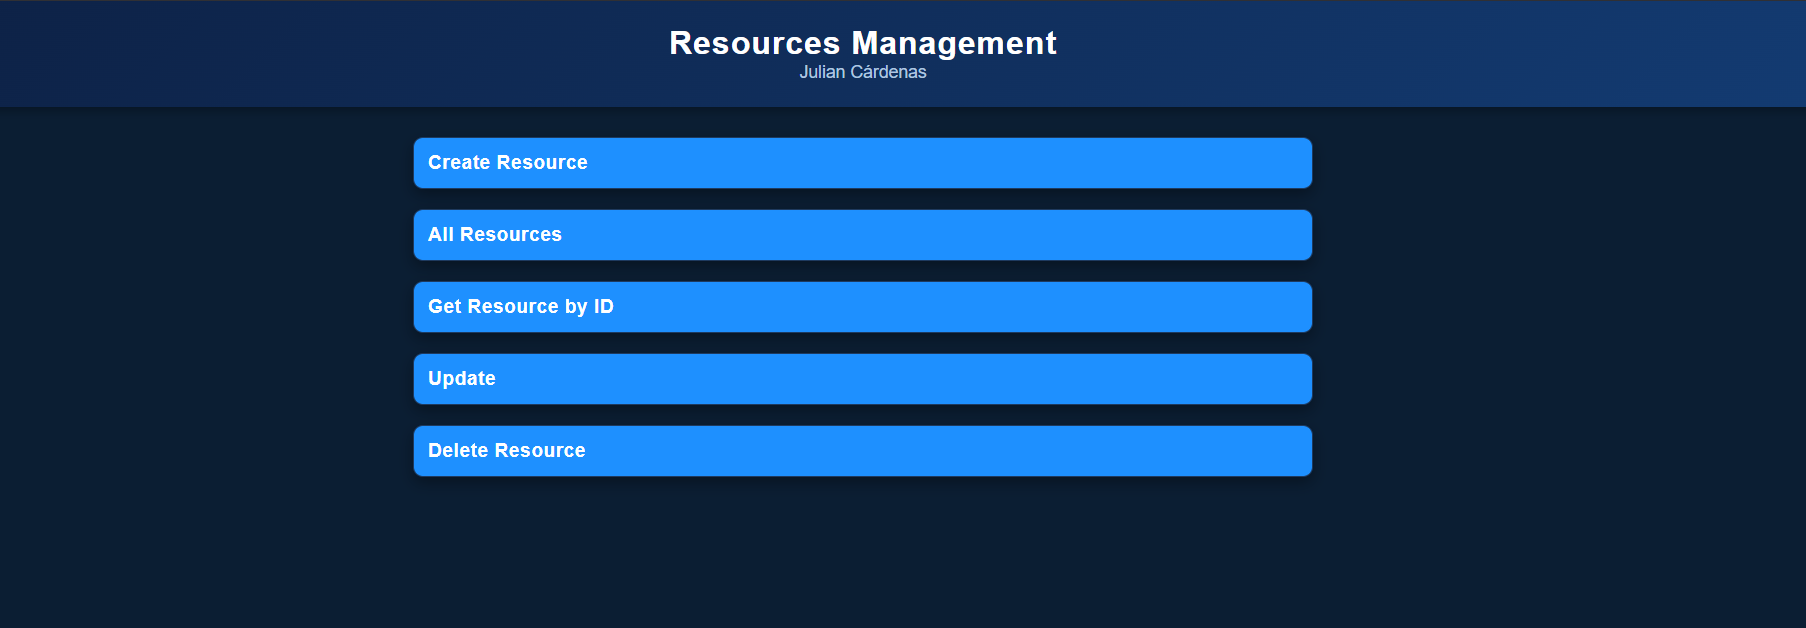 Resources Management
Julian Cárdenas
Create Resource
All Resources
Get Resource by ID
Update
Delete Resource